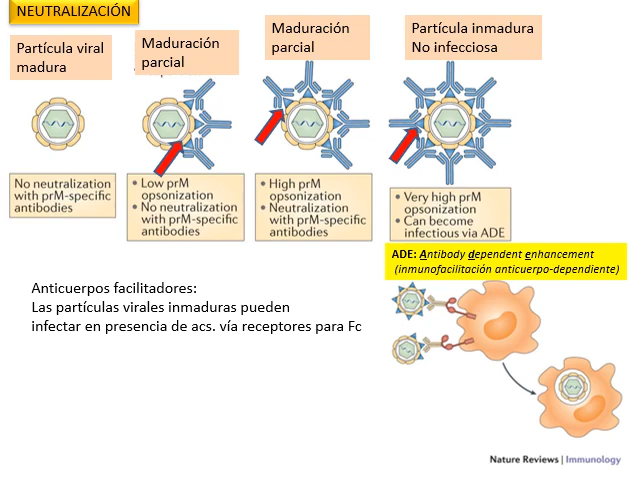 NEUTRALIZACIÓN
Partícula viral
madura
Maduración
parcial
Maduración
parcial
Partícula inmadura
No infecciosa
No neutralization
with prM-specific
antibodies
• Low prM
opsonization
• No neutralization
with prM-specific
antibodies
• High prM
opsonization
• Neutralization
with prM-specific
antibodies
• Very high prM
opsonization
• Can become
infectious via ADE
ADE: Antibody dependent enhancement
(inmunofacilitación anticuerpo-dependiente)
Anticuerpos facilitadores:
Las partículas virales inmaduras pueden
infectar en presencia de acs. vía receptores para Fc
Nature Reviews | Immunology